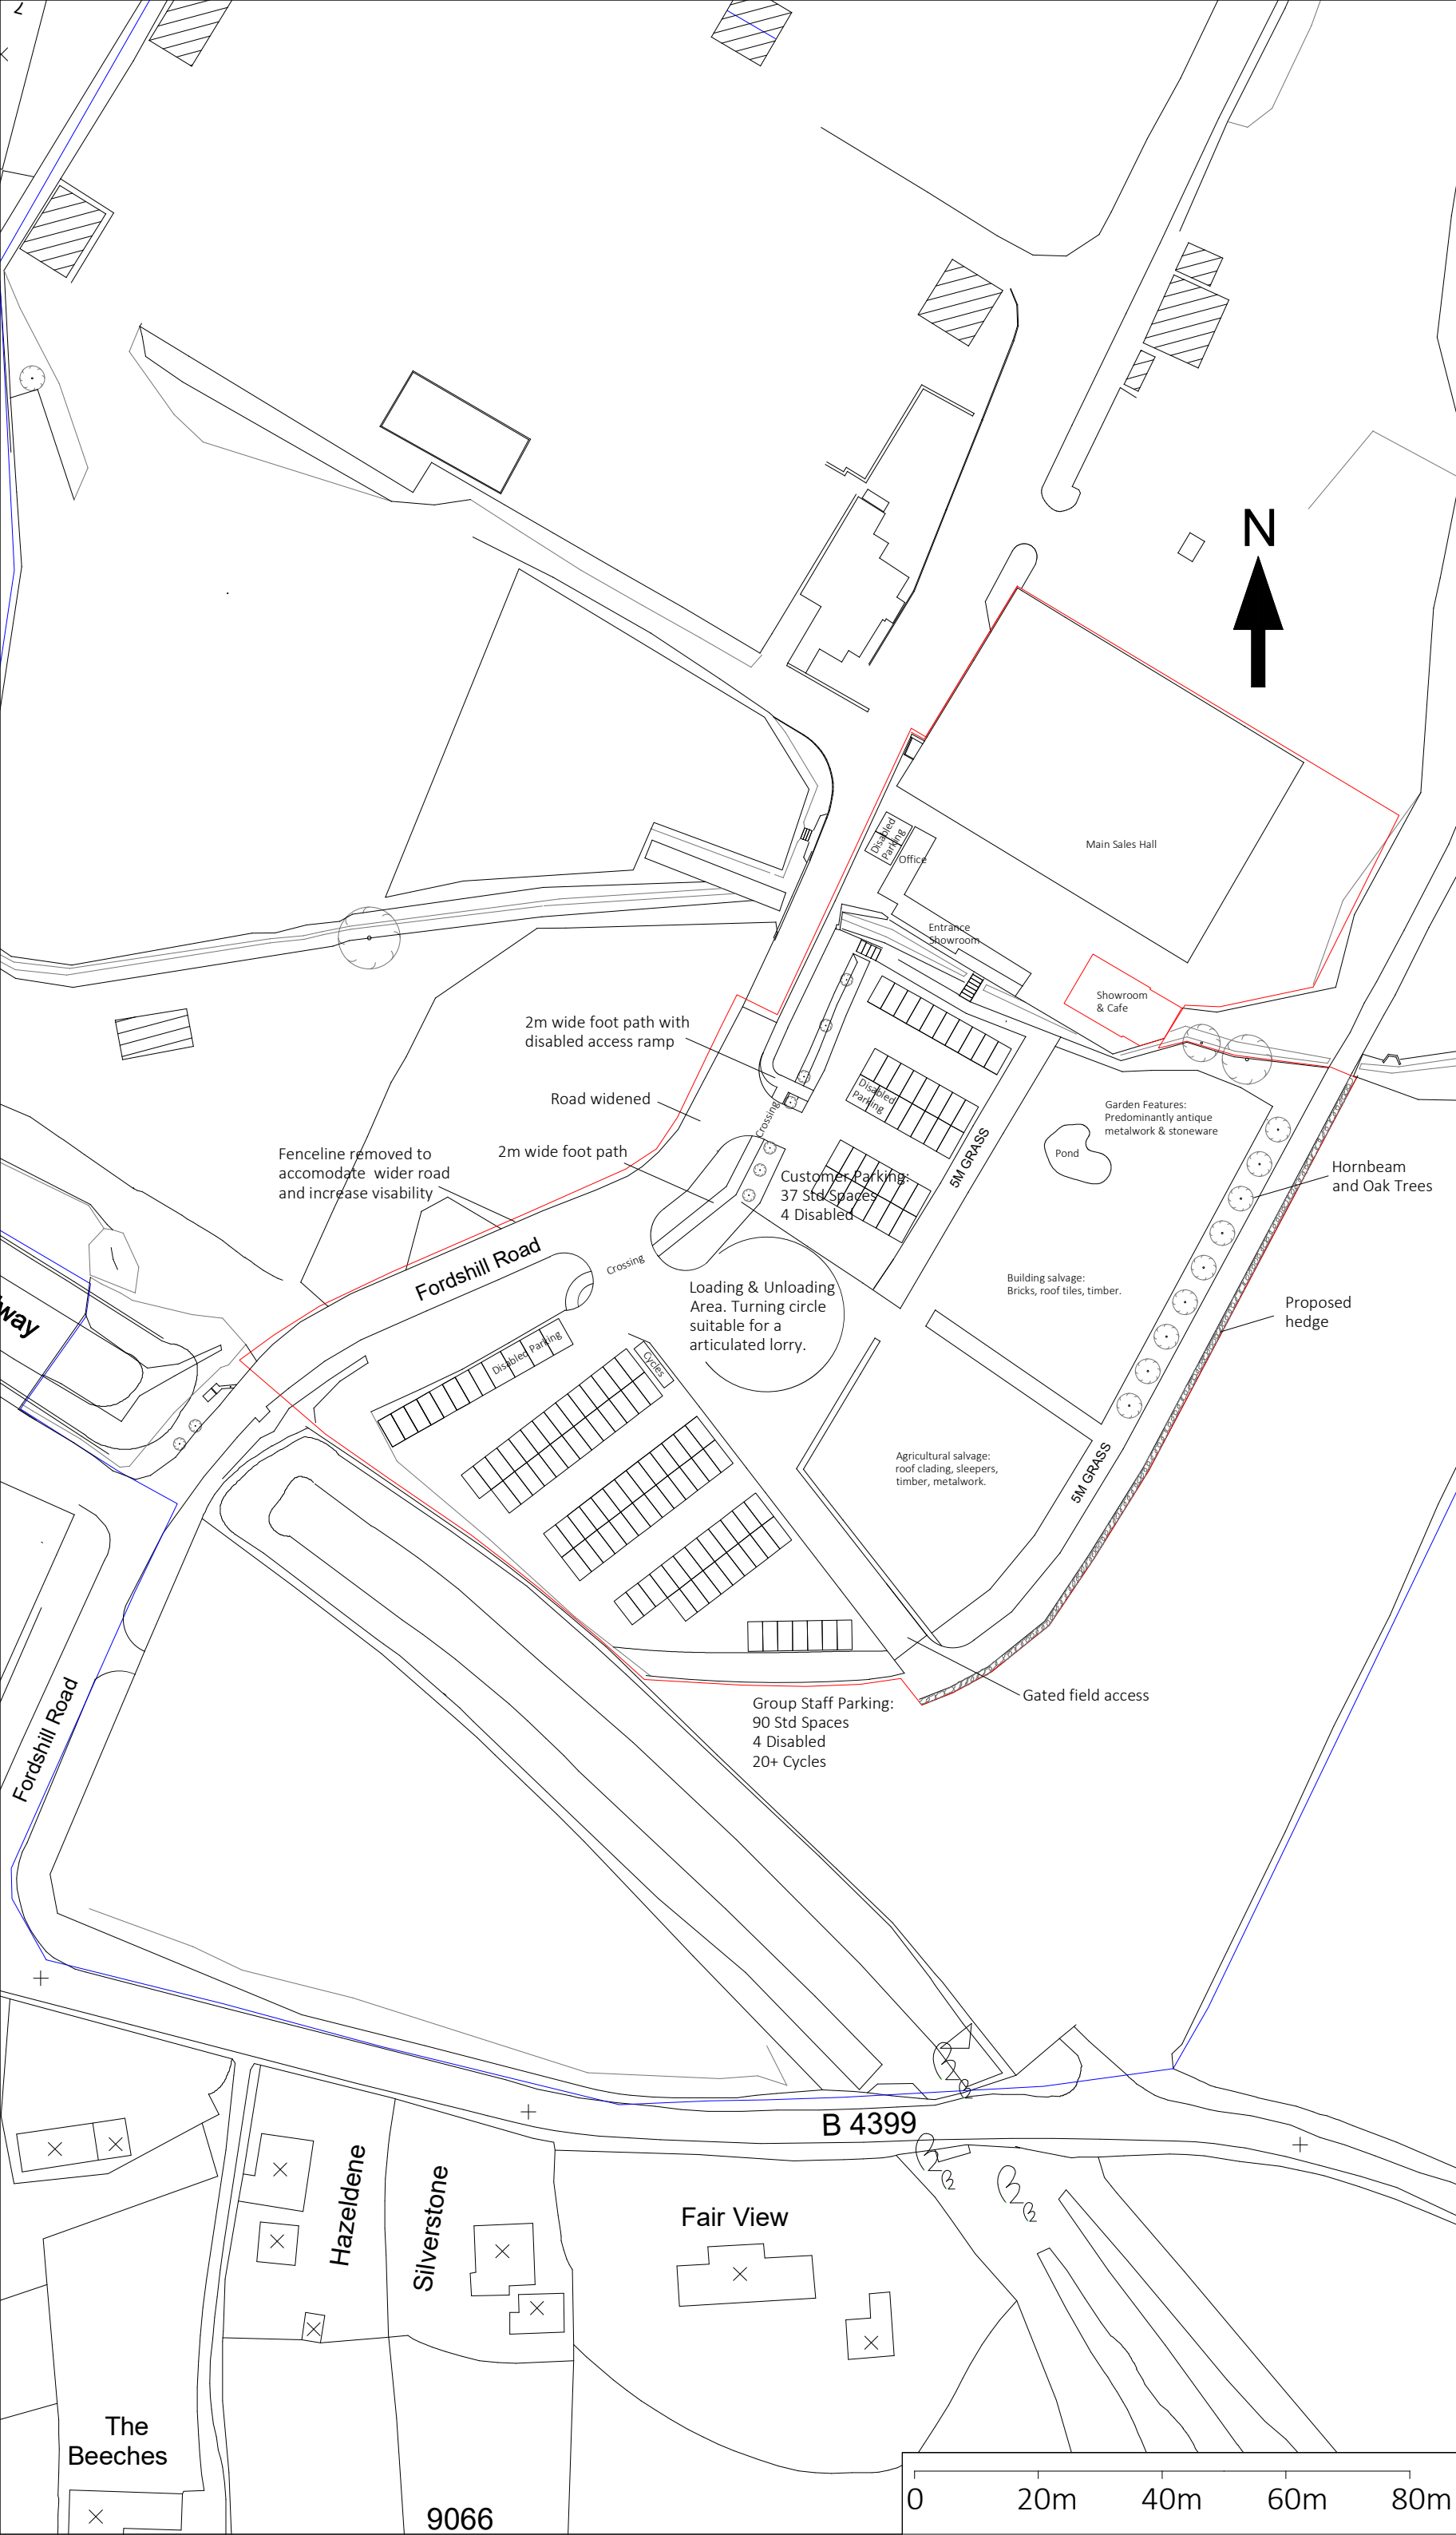 N
Main Sales Hall
Disabled
Parking
Office
Entrance
Showroom
Showroom
& Cafe
2m wide foot path with
disabled access ramp
Road widened
Crossing
2m wide foot path
Disabled
Parking
5M GRASS
Garden Features:
Predominantly antique
metalwork & stoneware
Pond
Hornbeam
and Oak Trees
Fenceline removed to
accomodate wider road
and increase visability
Customer Parking:
37 Std Spaces
4 Disabled
Fordshill Road
Crossing
Loading & Unloading
Area. Turning circle
suitable for a
articulated lorry.
Building salvage:
Bricks, roof tiles, timber.
Proposed
hedge
way
Disabled Parking
Cycles
Agricultural salvage:
roof cladding, sleepers,
timber, metalwork.
5M GRASS
Gated field access
Group Staff Parking:
90 Std Spaces
4 Disabled
20+ Cycles
Fordshill Road
B 4399
Hazeldene
Silverstone
Fair View
The
Beeches
9066
0 20m 40m 60m 80m